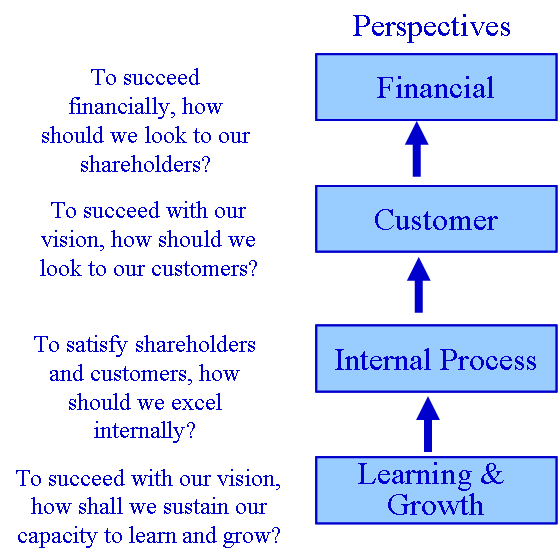 Perspectives
To succeed
financially, how
should we look to our
shareholders?
Financial
To succeed with our
vision, how should we
look to our customers?
Customer
To satisfy shareholders
and customers, how
should we excel
internally?
Internal Process
To succeed with our vision,
how shall we sustain our
capacity to learn and grow?
Learning &
Growth